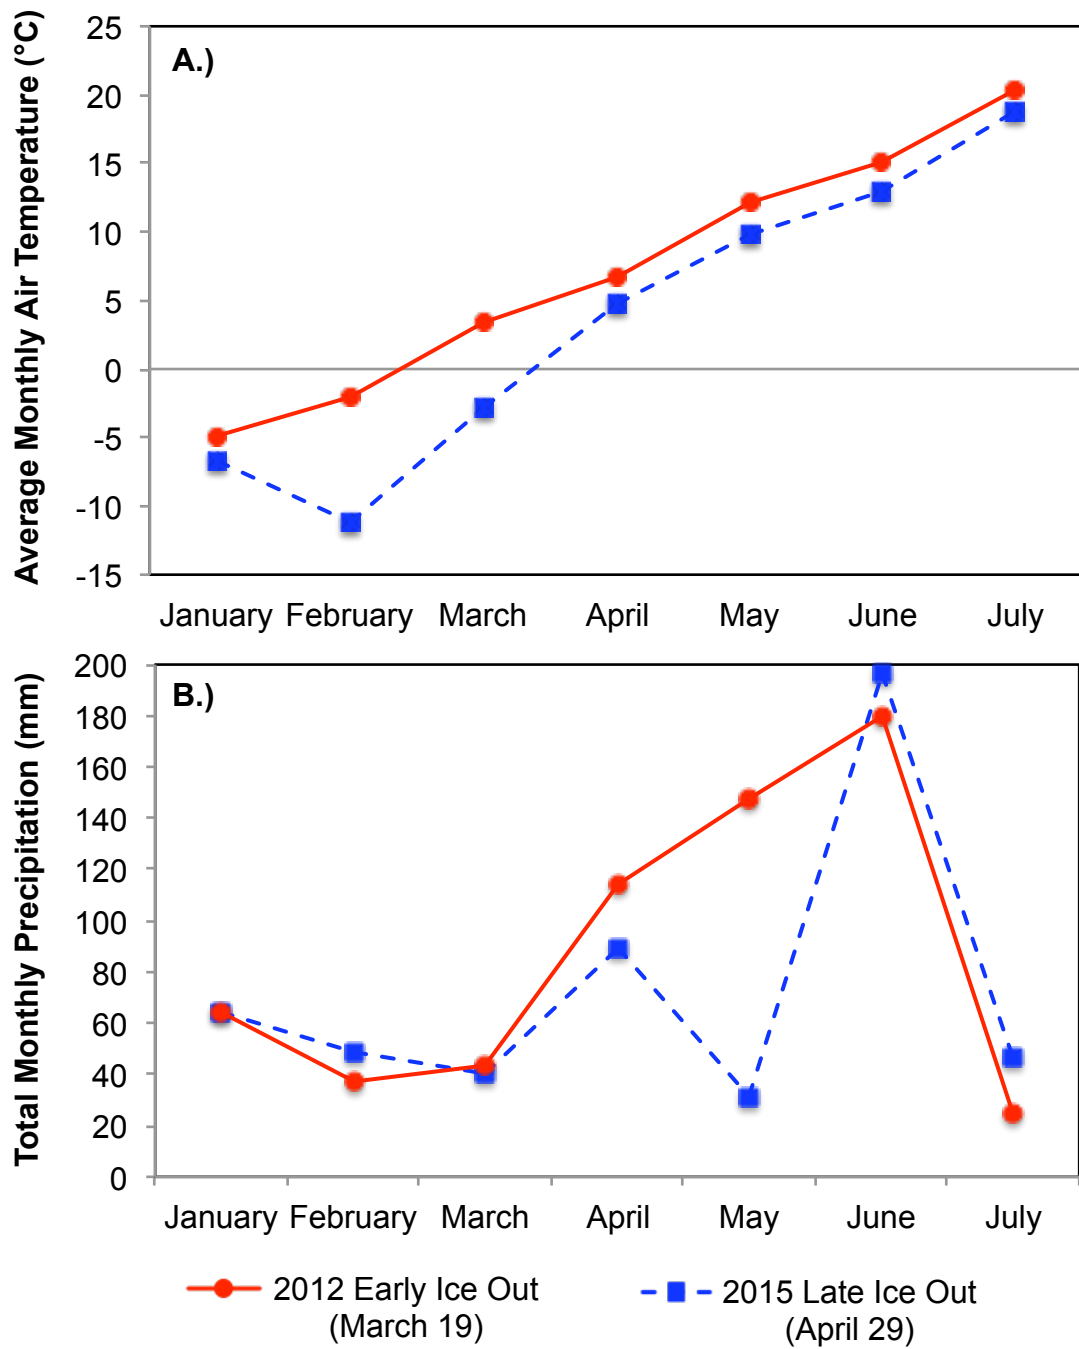 Average Monthly Air Temperature (°C)
A.)
25
20
15
10
5
0
-5
-10
-15
January February March April May June July
Total Monthly Precipitation (mm)
B.)
200
180
160
140
120
100
80
60
40
20
0
January February March April May June July
2012 Early Ice Out
(March 19)
2015 Late Ice Out
(April 29)